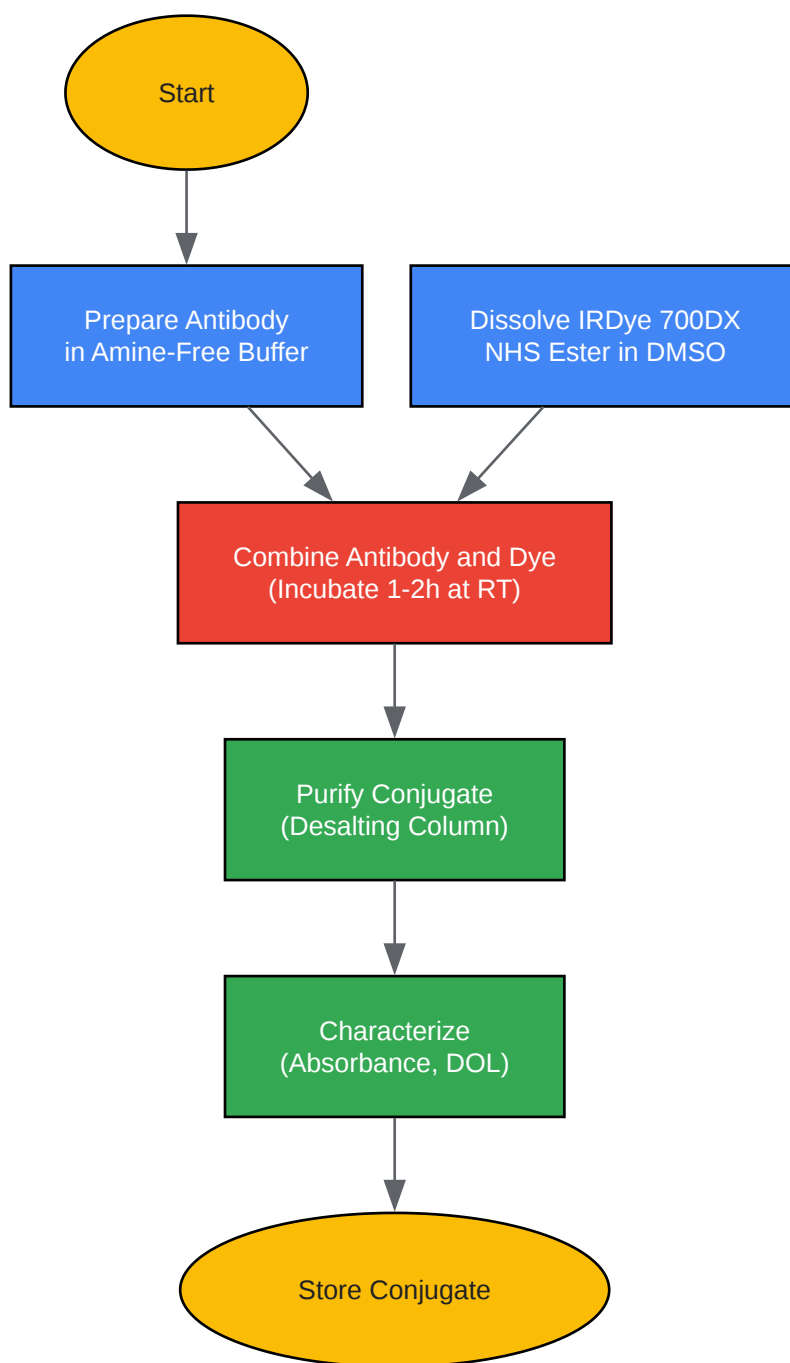 Start
Prepare Antibody
in Amine-Free Buffer
Dissolve IRDye 700DX
NHS Ester in DMSO
Combine Antibody and Dye
(Incubate 1-2h at RT)
Purify Conjugate
(Desalting Column)
Characterize
(Absorbance, DOL)
Store Conjugate